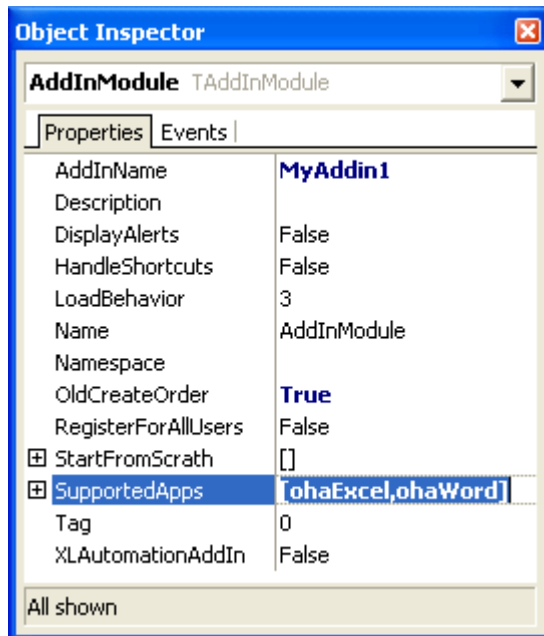 Object Inspector
AddInModule TAddInModule
Properties Events
AddInName MyAddin1
Description
DisplayAlerts False
HandleShortcuts False
LoadBehavior 3
Name AddInModule
Namespace
OldCreateOrder True
RegisterForAllUsers False
StartFromScrath []
SupportedApps [ohaExcel,ohaWord]
Tag 0
XLAutomationAddIn False
All shown